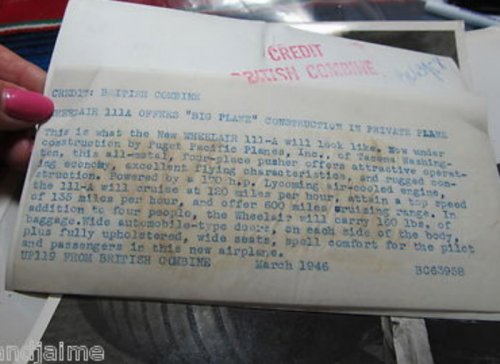 CREDIT
BRITISH COMBINE
CREDIT: BRITISH COMBINE
WHEELAIR 111A OFFERS "BIG PLANE" CONSTRUCTION IN PRIVATE PLANE
This is what the New WHEELAIR 111-A will look like. Now under
construction by Puget Pacific Planes, Inc., of Tacoma Washing-
ton, this all-metal, four-place pusher offers attractive operat-
ing economy, excellent flying characteristics, and rugged con-
struction. Powered by a 170 h.p. Lycoming air-cooled engine,
the 111-A will cruise at 120 miles per hour, attain a top speed
of 135 miles per hour, and offer 600 miles cruising range. In
addition to four people, the Wheelair will carry 160 lbs. of
baggage. Wide automobile-type doors, on each side of the body,
plus fully upholstered, wide seats, spell comfort for the pilot
and passengers in this new airplane.
UP119 FROM BRITISH COMBINE March 1946 BC63958
andjaime